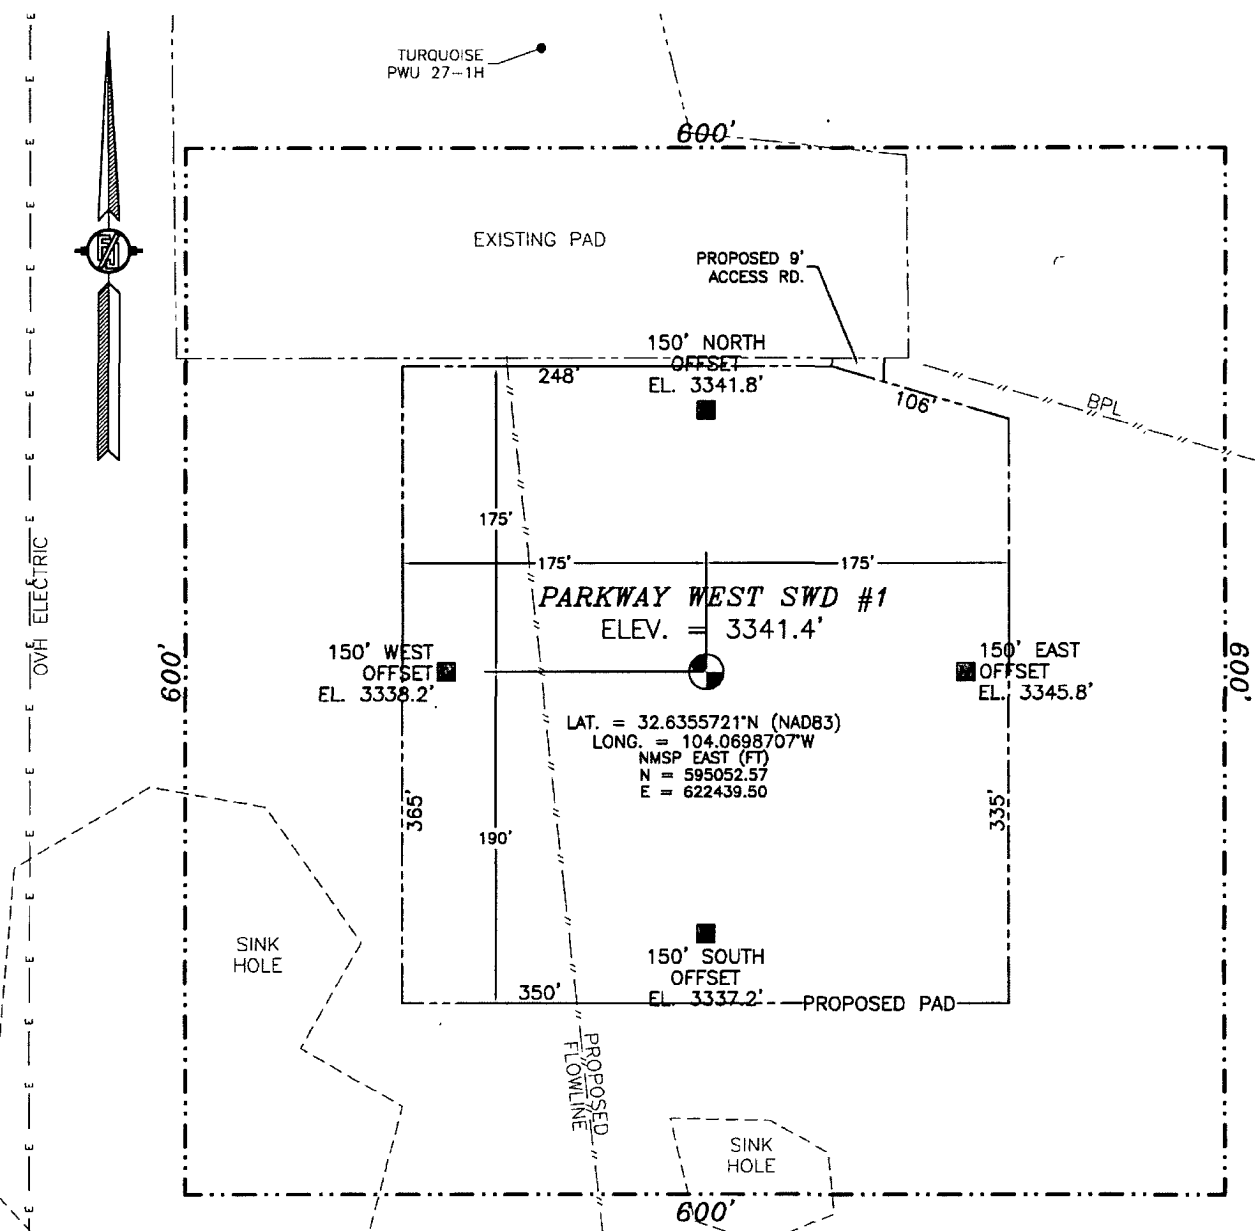 TURQUOISE
PWU 27-1H
600'
EXISTING PAD
PROPOSED 9'
ACCESS RD.
150' NORTH
OFFSET
EL. 3341.8'
248'
106'
BPL
175'
175'
175'
PARKWAY WEST SWD #1
ELEV. = 3341.4'
OVH ELECTRIC
600'
150' WEST
OFFSET
EL. 3338.2'
150' EAST
OFFSET
EL. 3345.8'
600'
LAT. = 32.6355721°N (NAD83)
LONG. = 104.0698707°W
NMSP EAST (FT)
N = 595052.57
E = 622439.50
365'
190'
335'
SINK
HOLE
150' SOUTH
OFFSET
EL. 3337.2'
350'
PROPOSED PAD
PROPOSED
FLOWLINE
SINK
HOLE
600'